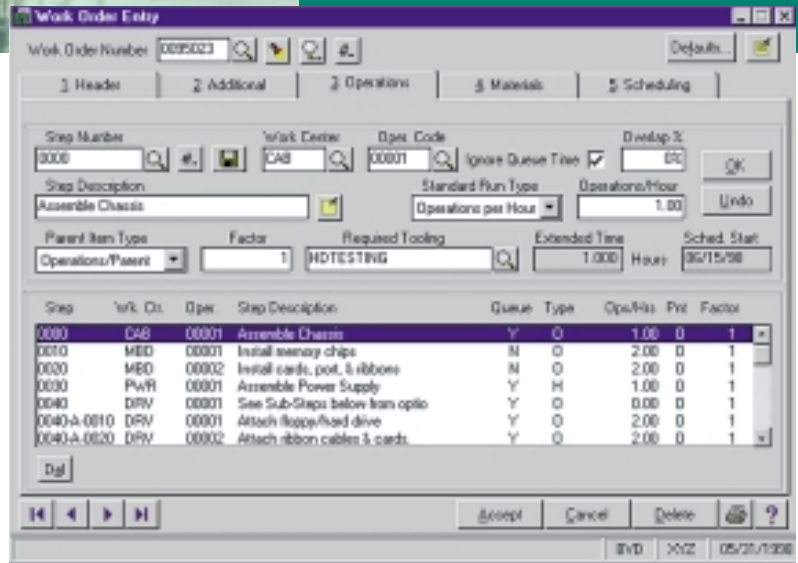 Work Order Entry
Work Order Number 0095023 Defaults...
1. Header 2. Additional 3. Operations 4. Materials 5. Scheduling
Step Number Work Center Oper. Code Overlap %
0000 CAB 00001 Ignore Queue Time 0% OK
Step Description Standard Run Type Operations/Hour
Assemble Chassis Operations per Hour 1.00 Undo
Parent Item Type Factor Required Tooling Extended Time Sched. Start
Operations/Parent 1 HDTESTING 1.000 Hours 06/15/98
Step Wk. Ctr. Oper. Step Description Queue Type Ops/Hrs Pnt Factor
0000 CAB 00001 Assemble Chassis Y O 1.00 O 1
0010 MBD 00001 Install memory chips N O 2.00 O 1
0020 MBD 00002 Install cards, port, & ribbons N O 2.00 O 1
0030 PWR 00001 Assemble Power Supply Y H 1.00 O 1
0040 DRV 00001 See Sub-Steps below from optio Y O 0.00 O 1
0040-A-0010 DRV 00001 Attach floppy/hard drive Y O 2.00 O 1
0040-A-0020 DRV 00002 Attach ribbon cables & cards. Y O 2.00 O 1
Del
Accept Cancel Delete ?
BVD XYZ 05/31/1998